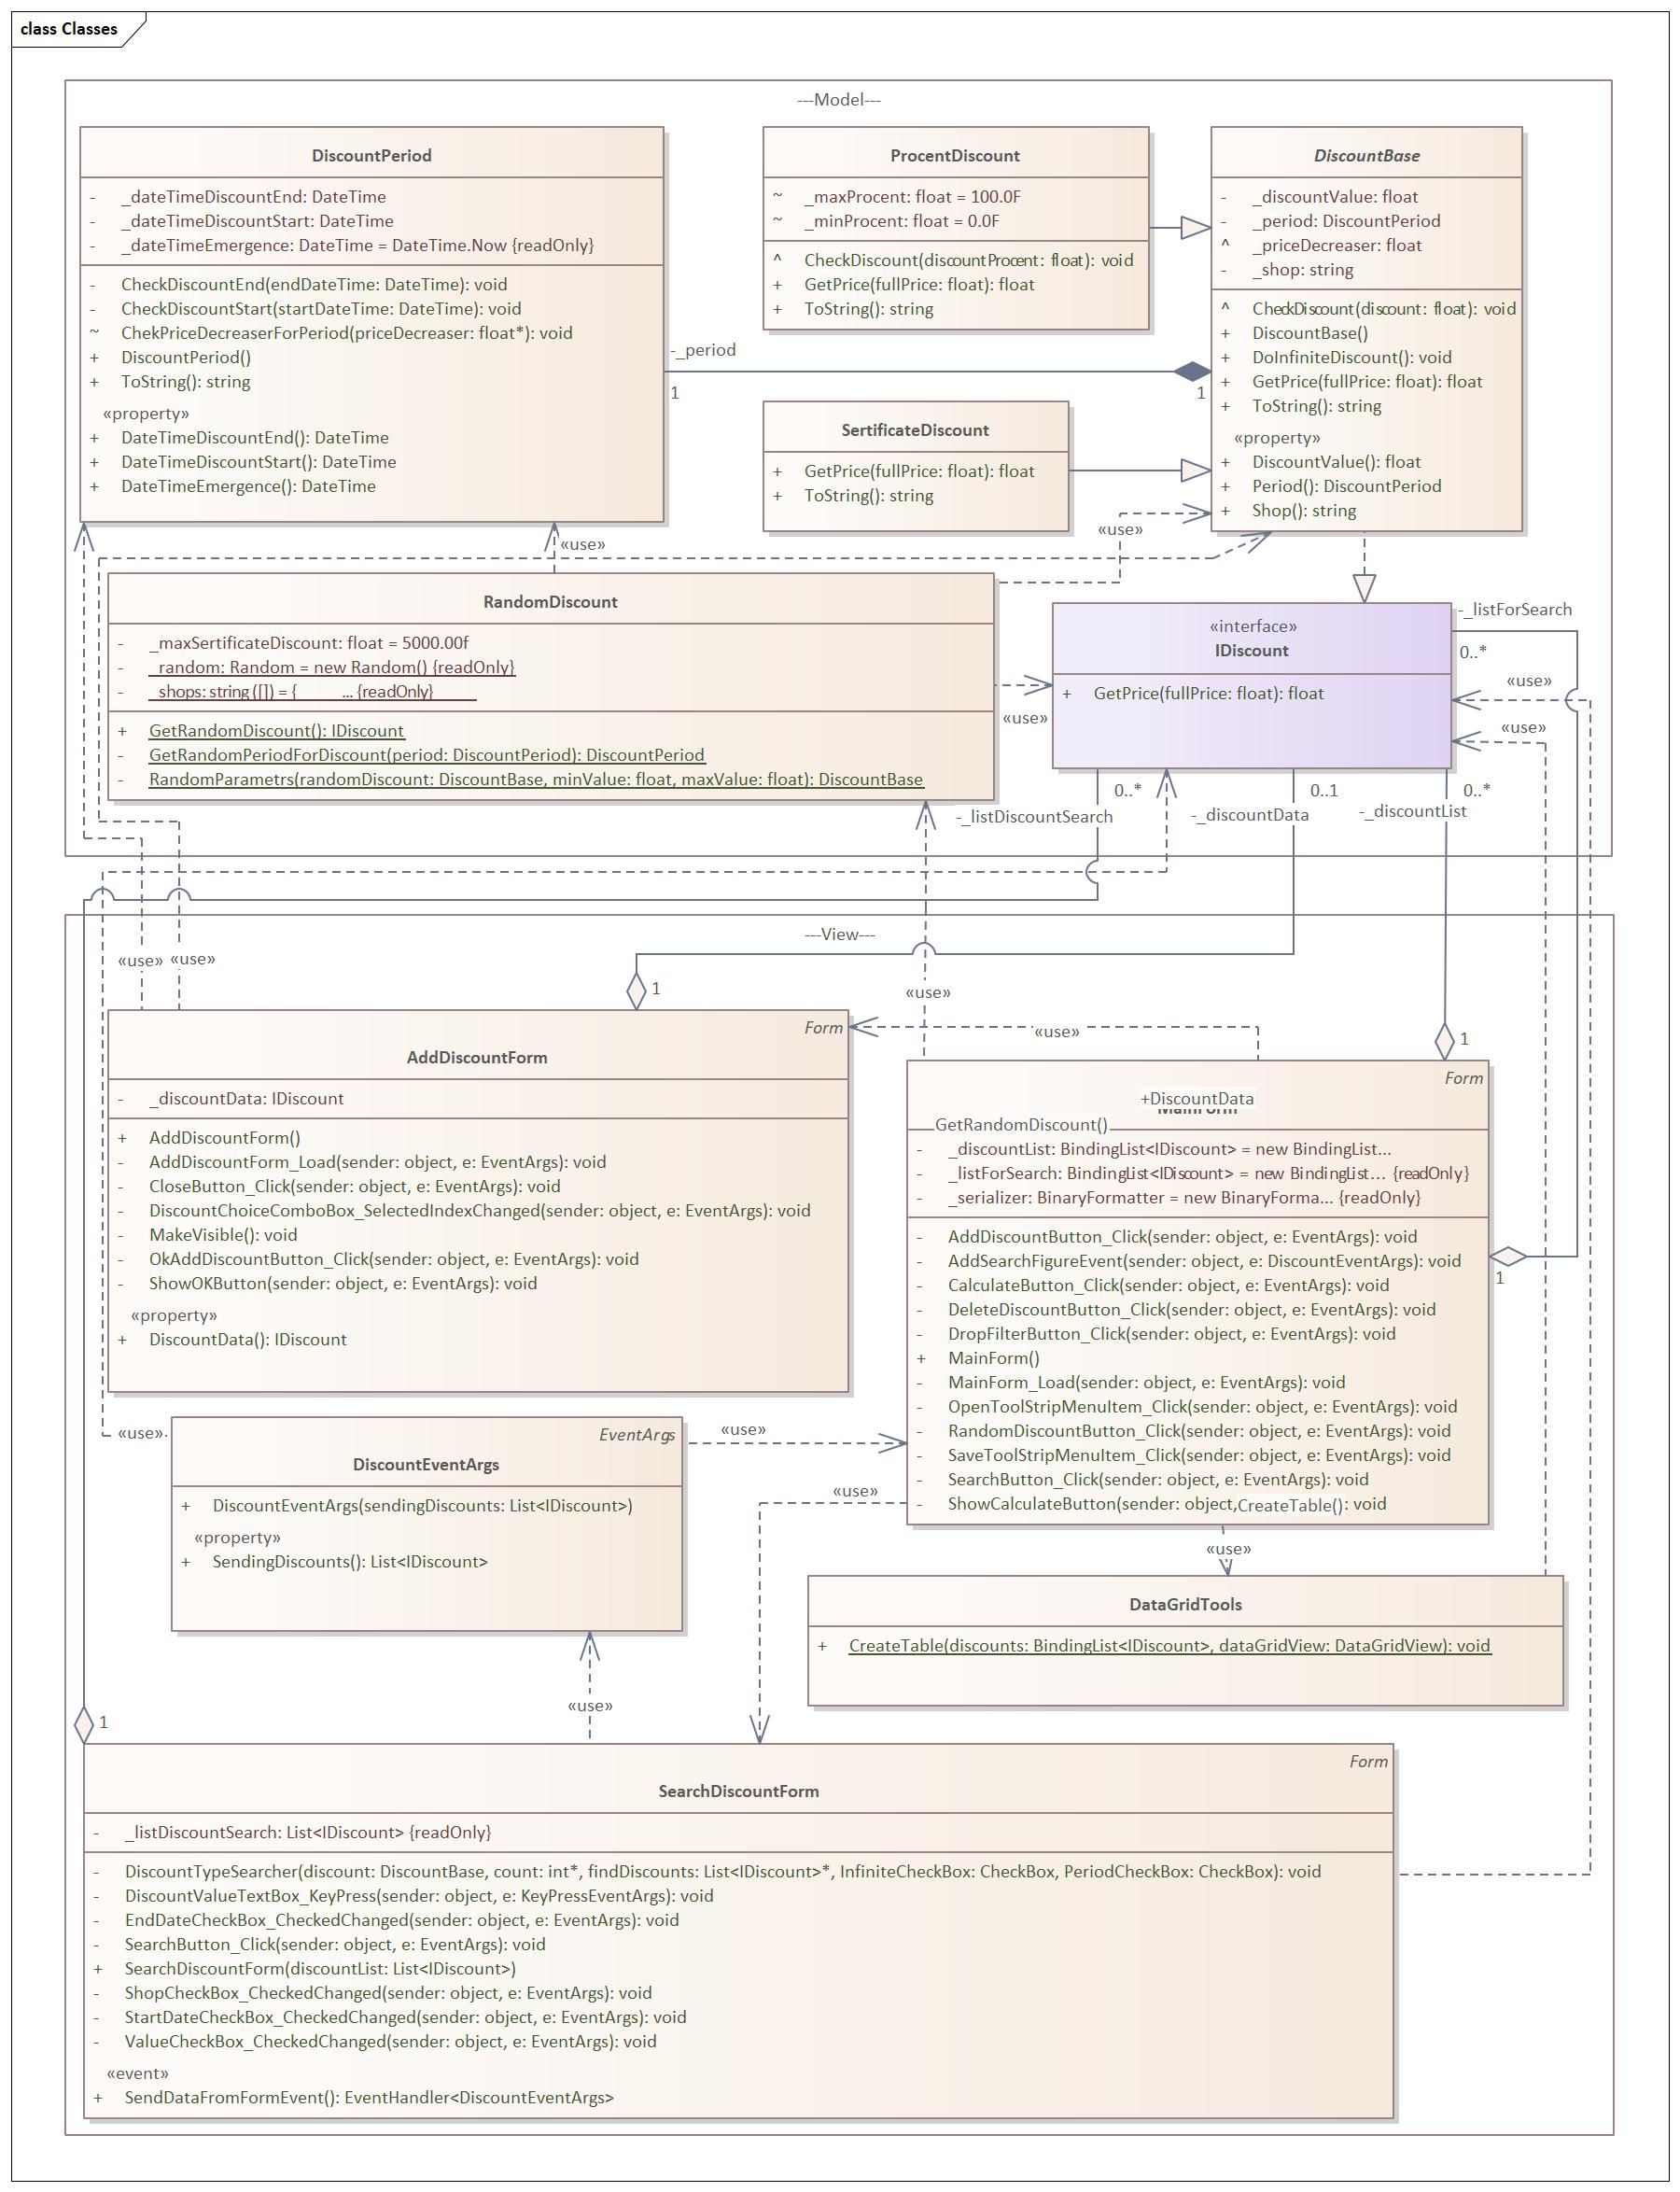 class Classes
---Model---
DiscountPeriod
- _dateTimeDiscountEnd: DateTime
- _dateTimeDiscountStart: DateTime
- _dateTimeEmergence: DateTime = DateTime.Now {readOnly}
- CheckDiscountEnd(endDateTime: DateTime): void
- CheckDiscountStart(startDateTime: DateTime): void
~ ChekPriceDecreaserForPeriod(priceDecreaser: float*): void
+ DiscountPeriod()
+ ToString(): string
«property»
+ DateTimeDiscountEnd(): DateTime
+ DateTimeDiscountStart(): DateTime
+ DateTimeEmergence(): DateTime
ProcentDiscount
~ _maxProcent: float = 100.0F
~ _minProcent: float = 0.0F
^ CheckDiscount(discountProcent: float): void
+ GetPrice(fullPrice: float): float
+ ToString(): string
DiscountBase
- _discountValue: float
- _period: DiscountPeriod
^ _priceDecreaser: float
- _shop: string
^ CheckDiscount(discount: float): void
+ DiscountBase()
+ DoInfiniteDiscount(): void
+ GetPrice(fullPrice: float): float
+ ToString(): string
«property»
+ DiscountValue(): float
+ Period(): DiscountPeriod
+ Shop(): string
-_period
1
1
SertificateDiscount
+ GetPrice(fullPrice: float): float
+ ToString(): string
«use»
«use»
RandomDiscount
- _maxSertificateDiscount: float = 5000.00f
- _random: Random = new Random() {readOnly}
- _shops: string ([]) = { ... {readOnly}
+ GetRandomDiscount(): IDiscount
- GetRandomPeriodForDiscount(period: DiscountPeriod): DiscountPeriod
- RandomParametrs(randomDiscount: DiscountBase, minValue: float, maxValue: float): DiscountBase
«use»
«interface»
IDiscount
+ GetPrice(fullPrice: float): float
-_listForSearch
0..*
«use»
«use»
0..*
-_listDiscountSearch
0..1
-_discountData
0..*
-_discountList
---View---
«use»
«use»
1
«use»
«use»
1
Form
AddDiscountForm
- _discountData: IDiscount
+ AddDiscountForm()
- AddDiscountForm_Load(sender: object, e: EventArgs): void
- CloseButton_Click(sender: object, e: EventArgs): void
- DiscountChoiceComboBox_SelectedIndexChanged(sender: object, e: EventArgs): void
- MakeVisible(): void
- OkAddDiscountButton_Click(sender: object, e: EventArgs): void
- ShowOKButton(sender: object, e: EventArgs): void
«property»
+ DiscountData(): IDiscount
Form
+DiscountData
MainForm
GetRandomDiscount()
- _discountList: BindingList<IDiscount> = new BindingList...
- _listForSearch: BindingList<IDiscount> = new BindingList... {readOnly}
- _serializer: BinaryFormatter = new BinaryForma... {readOnly}
- AddDiscountButton_Click(sender: object, e: EventArgs): void
- AddSearchFigureEvent(sender: object, e: DiscountEventArgs): void
- CalculateButton_Click(sender: object, e: EventArgs): void
- DeleteDiscountButton_Click(sender: object, e: EventArgs): void
- DropFilterButton_Click(sender: object, e: EventArgs): void
+ MainForm()
- MainForm_Load(sender: object, e: EventArgs): void
- OpenToolStripMenuItem_Click(sender: object, e: EventArgs): void
- RandomDiscountButton_Click(sender: object, e: EventArgs): void
- SaveToolStripMenuItem_Click(sender: object, e: EventArgs): void
- SearchButton_Click(sender: object, e: EventArgs): void
- ShowCalculateButton(sender: object, CreateTable() : void
1
«use»
EventArgs
DiscountEventArgs
+ DiscountEventArgs(sendingDiscounts: List<IDiscount>)
«property»
+ SendingDiscounts(): List<IDiscount>
«use»
«use»
«use»
DataGridTools
+ CreateTable(discounts: BindingList<IDiscount>, dataGridView: DataGridView): void
«use»
1
Form
SearchDiscountForm
- _listDiscountSearch: List<IDiscount> {readOnly}
- DiscountTypeSearcher(discount: DiscountBase, count: int*, findDiscounts: List<IDiscount>*, InfiniteCheckBox: CheckBox, PeriodCheckBox: CheckBox): void
- DiscountValueTextBox_KeyPress(sender: object, e: KeyPressEventArgs): void
- EndDateCheckBox_CheckedChanged(sender: object, e: EventArgs): void
- SearchButton_Click(sender: object, e: EventArgs): void
+ SearchDiscountForm(discountList: List<IDiscount>)
- ShopCheckBox_CheckedChanged(sender: object, e: EventArgs): void
- StartDateCheckBox_CheckedChanged(sender: object, e: EventArgs): void
- ValueCheckBox_CheckedChanged(sender: object, e: EventArgs): void
«event»
+ SendDataFromFormEvent(): EventHandler<DiscountEventArgs>